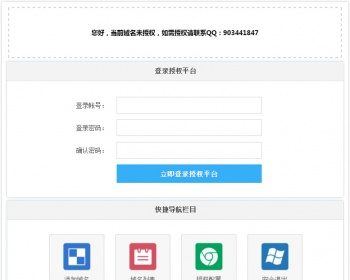 您好，当前域名未授权，如需授权请联系QQ：903441847
登录授权平台
登录帐号：
登录密码：
确认密码：
立即登录授权平台
快捷导航栏目
添加域名 域名列表 授权配置 安全退出